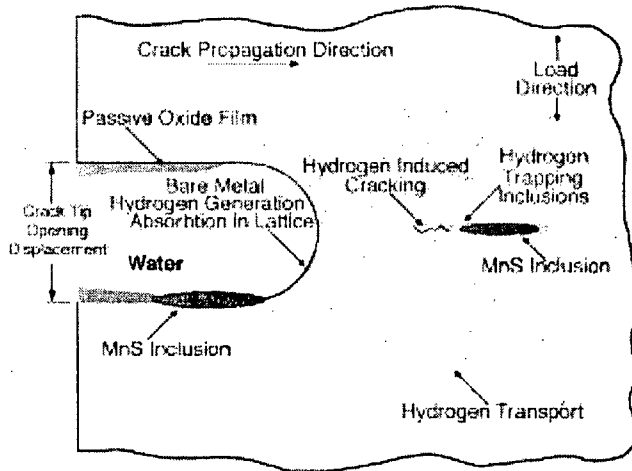 Crack Propagation Direction
Load
Direction
Passive Oxide Film
Hydrogen Induced
Cracking
Hydrogen
Trapping
Inclusions
Bare Metal
Hydrogen Generation
Absorbtion In Lattice
Crack Tip
Opening
Displacement
Water
MnS Inclusion
MnS Inclusion
Hydrogen Transport